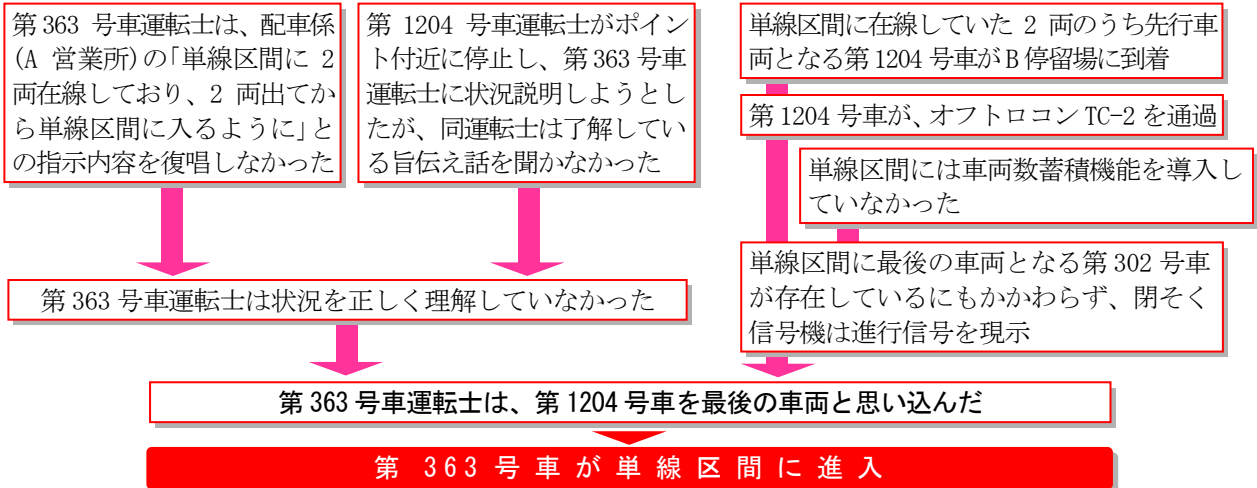 第 363 号車運転士は、配車係
(A 営業所)の「単線区間に 2
両在線しており、2 両出てか
ら単線区間に入るように」と
の指示内容を復唱しなかった
第 1204 号車運転士がポイン
ト付近に停止し、第 363 号車
運転士に状況説明しようとし
たが、同運転士は了解してい
る旨伝え話を聞かなかった
単線区間に在線していた 2 両のうち先行車
両となる第 1204 号車が B 停留場に到着
第 1204 号車が、オフトロコン TC-2 を通過
単線区間には車両数蓄積機能を導入し
ていなかった
単線区間に最後の車両となる第 302 号車
が存在しているにもかかわらず、閉そく
信号機は進行信号を現示
第 363 号車運転士は状況を正しく理解していなかった
第 363 号車運転士は、第 1204 号車を最後の車両と思い込んだ
第 363 号車が単線区間に進入